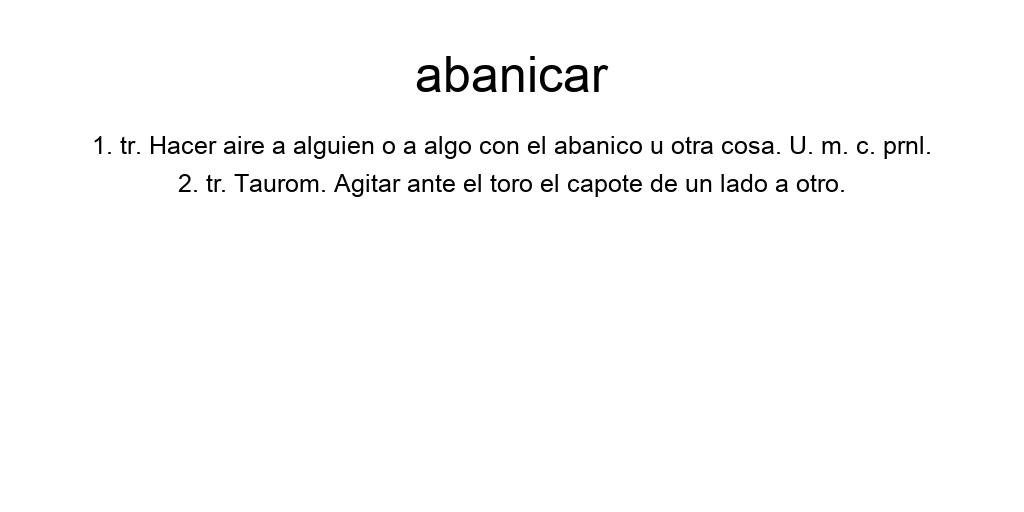 abanicar
1. tr. Hacer aire a alguien o a algo con el abanico u otra cosa. U. m. c. prnl.
2. tr. Taurom. Agitar ante el toro el capote de un lado a otro.